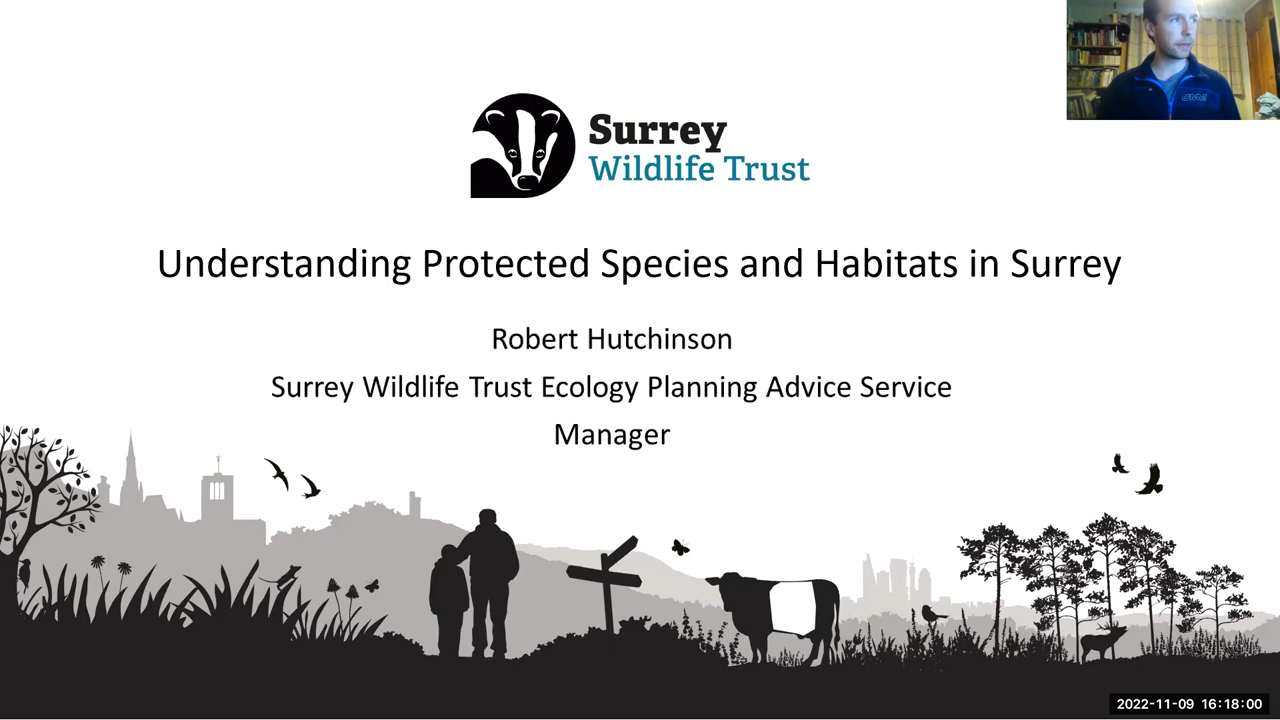 Surrey
Wildlife Trust
Understanding Protected Species and Habitats in Surrey
Robert Hutchinson
Surrey Wildlife Trust Ecology Planning Advice Service
Manager
2022-11-09 16:18:00